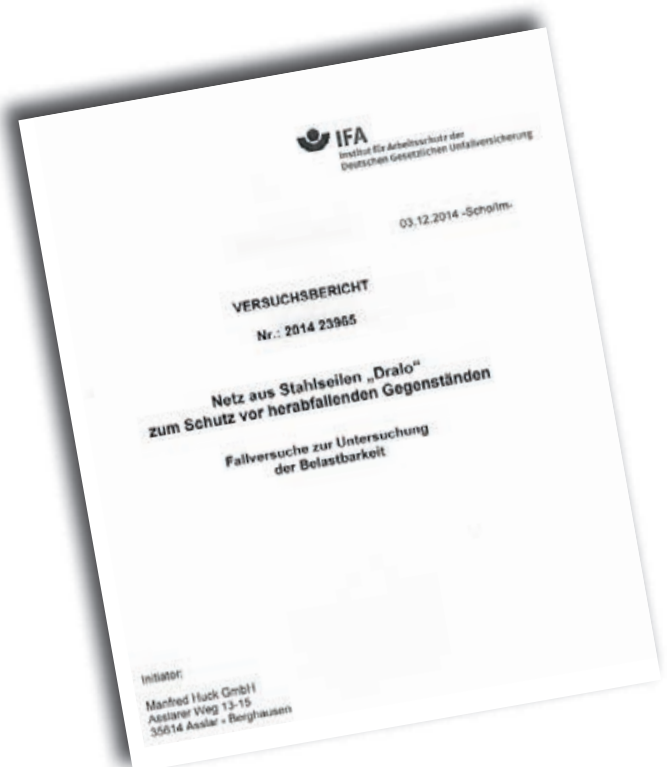 IFA
Institut für Arbeitsschutz der
Deutschen Gesetzlichen Unfallversicherung
03.12.2014 -Scho/Im-
VERSUCHSBERICHT
Nr.: 2014 23965
Netz aus Stahlseilen „Dralo“
zum Schutz vor herabfallenden Gegenständen
Fallversuche zur Untersuchung
der Belastbarkeit
Initiator:
Manfred Huck GmbH
Asslarer Weg 13-15
35614 Asslar - Berghausen